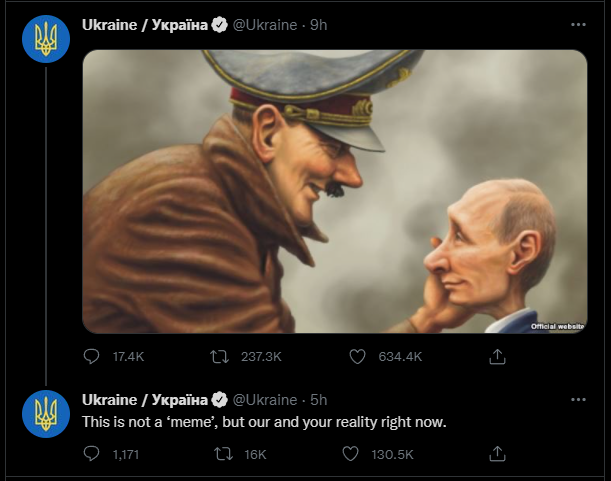 Ukraine / Україна @Ukraine · 9h
Official website
17.4K 237.3K 634.4K
Ukraine / Україна @Ukraine · 5h
This is not a ‘meme’, but our and your reality right now.
1,171 16K 130.5K